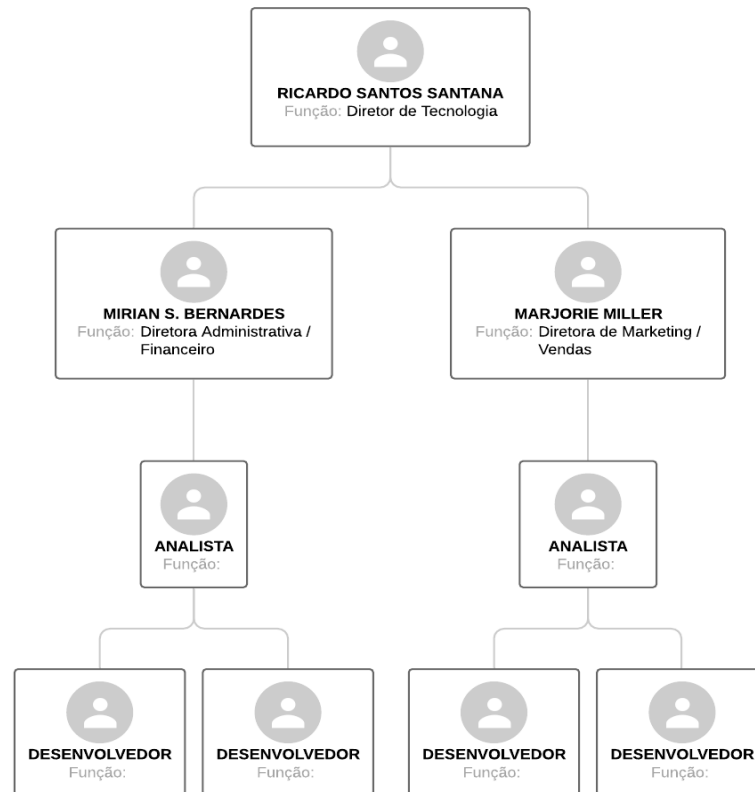 RICARDO SANTOS SANTANA
Função: Diretor de Tecnologia
MIRIAN S. BERNARDES
Função: Diretora Administrativa /
Financeiro
MARJORIE MILLER
Função: Diretora de Marketing /
Vendas
ANALISTA
Função:
ANALISTA
Função:
DESENVOLVEDOR
Função:
DESENVOLVEDOR
Função:
DESENVOLVEDOR
Função:
DESENVOLVEDOR
Função: